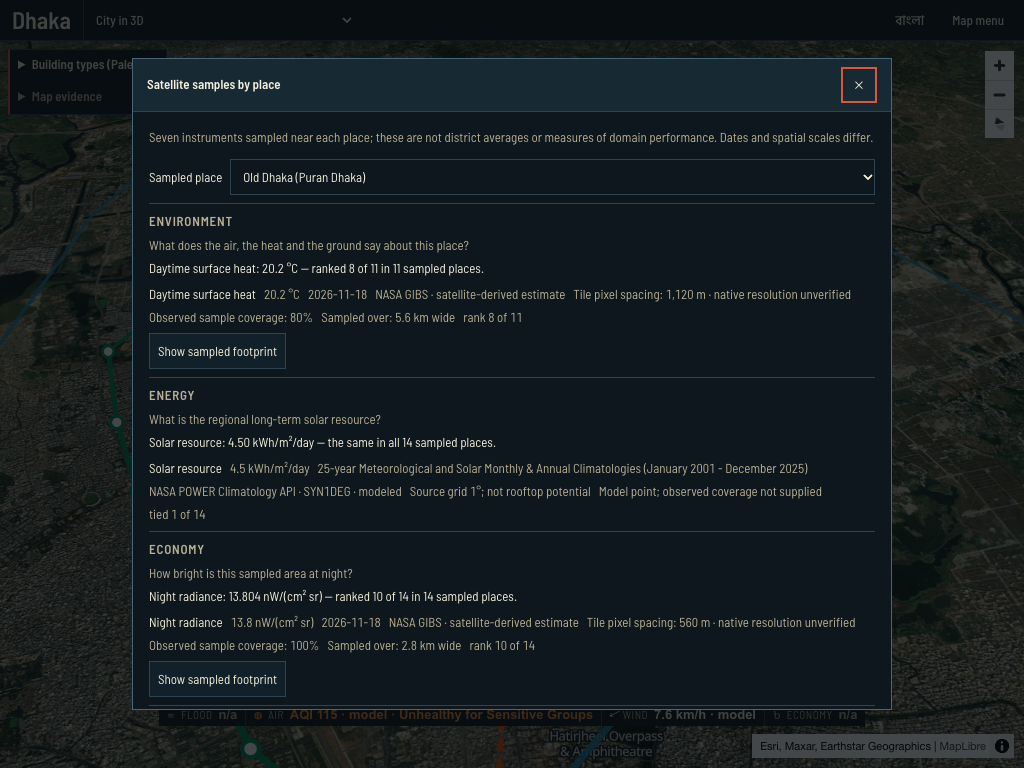 Dhaka
City in 3D
বাংলা
Map menu
Building types (Pale
Map evidence
Satellite samples by place
×
Seven instruments sampled near each place; these are not district averages or measures of domain performance. Dates and spatial scales differ.
Sampled place
Old Dhaka (Puran Dhaka)
ENVIRONMENT
What does the air, the heat and the ground say about this place?
Daytime surface heat: 20.2 °C — ranked 8 of 11 in 11 sampled places.
Daytime surface heat 20.2 °C 2026-11-18 NASA GIBS · satellite-derived estimate Tile pixel spacing: 1,120 m · native resolution unverified
Observed sample coverage: 80% Sampled over: 5.6 km wide rank 8 of 11
Show sampled footprint
ENERGY
What is the regional long-term solar resource?
Solar resource: 4.50 kWh/m²/day — the same in all 14 sampled places.
Solar resource 4.5 kWh/m²/day 25-year Meteorological and Solar Monthly & Annual Climatologies (January 2001 - December 2025)
NASA POWER Climatology API · SYN1DEG · modeled Source grid 1°; not rooftop potential Model point; observed coverage not supplied
tied 1 of 14
ECONOMY
How bright is this sampled area at night?
Night radiance: 13.804 nW/(cm² sr) — ranked 10 of 14 in 14 sampled places.
Night radiance 13.8 nW/(cm² sr) 2026-11-18 NASA GIBS · satellite-derived estimate Tile pixel spacing: 560 m · native resolution unverified
Observed sample coverage: 100% Sampled over: 2.8 km wide rank 10 of 14
Show sampled footprint
FLOOD n/a AIR AQI 115 · model · Unhealthy for Sensitive Groups WIND 7.6 km/h · model ECONOMY n/a
Hatirjheel Overpass
& Amphitheatre
Esri, Maxar, Earthstar Geographics | MapLibre